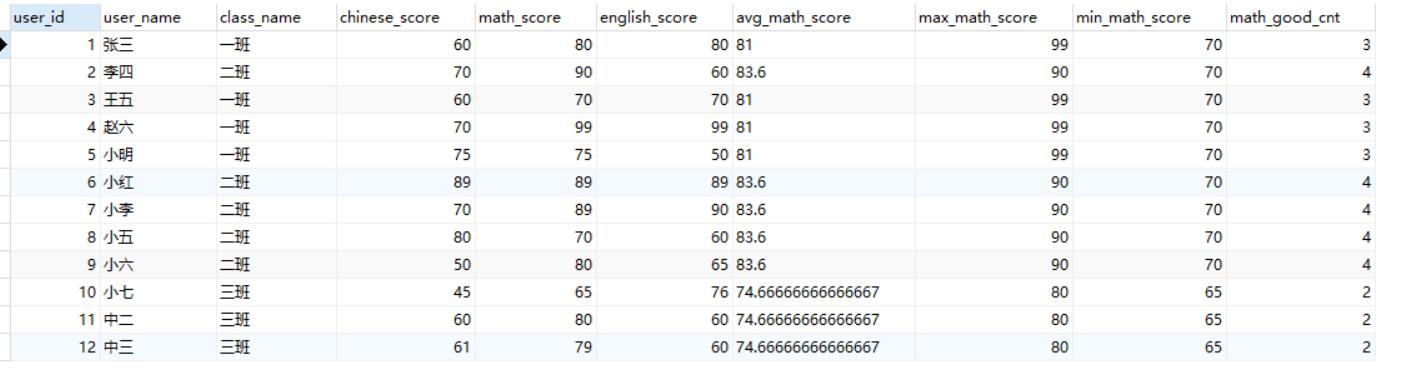 user_id user_name class_name chinese_score math_score english_score avg_math_score max_math_score min_math_score math_good_cnt
1 张三 一班 60 80 80 81 99 70 3
2 李四 二班 70 90 60 83.6 90 70 4
3 王五 一班 60 70 70 81 99 70 3
4 赵六 一班 70 99 99 81 99 70 3
5 小明 一班 75 75 50 81 99 70 3
6 小红 二班 89 89 89 83.6 90 70 4
7 小李 二班 70 89 90 83.6 90 70 4
8 小五 二班 80 70 60 83.6 90 70 4
9 小六 二班 50 80 65 83.6 90 70 4
10 小七 三班 45 65 76 74.66666666666667 80 65 2
11 中二 三班 60 80 60 74.66666666666667 80 65 2
12 中三 三班 61 79 60 74.66666666666667 80 65 2